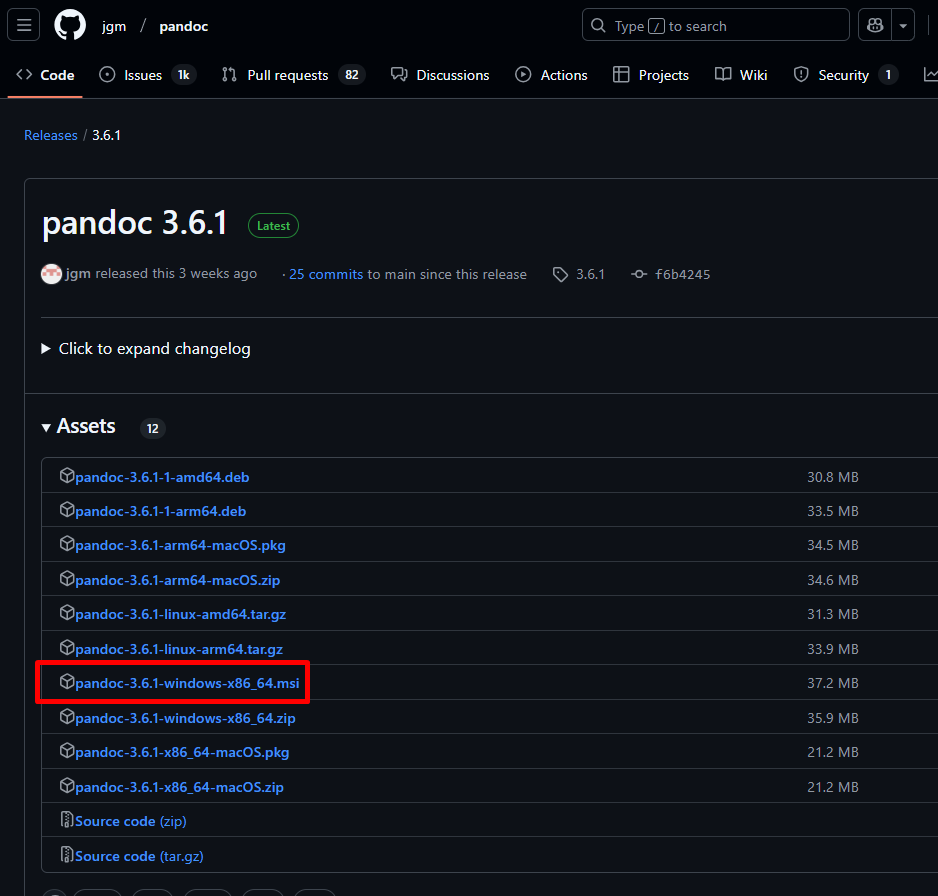 jgm / pandoc
Type / to search
Code Issues 1k Pull requests 82 Discussions Actions Projects Wiki Security 1
Releases / 3.6.1
pandoc 3.6.1 Latest
jgm released this 3 weeks ago · 25 commits to main since this release 3.6.1 f6b4245
Click to expand changelog
Assets 12
pandoc-3.6.1-1-amd64.deb 30.8 MB
pandoc-3.6.1-1-arm64.deb 33.5 MB
pandoc-3.6.1-arm64-macOS.pkg 34.5 MB
pandoc-3.6.1-arm64-macOS.zip 34.6 MB
pandoc-3.6.1-linux-amd64.tar.gz 31.3 MB
pandoc-3.6.1-linux-arm64.tar.gz 33.9 MB
pandoc-3.6.1-windows-x86_64.msi 37.2 MB
pandoc-3.6.1-windows-x86_64.zip 35.9 MB
pandoc-3.6.1-x86_64-macOS.pkg 21.2 MB
pandoc-3.6.1-x86_64-macOS.zip 21.2 MB
Source code (zip)
Source code (tar.gz)